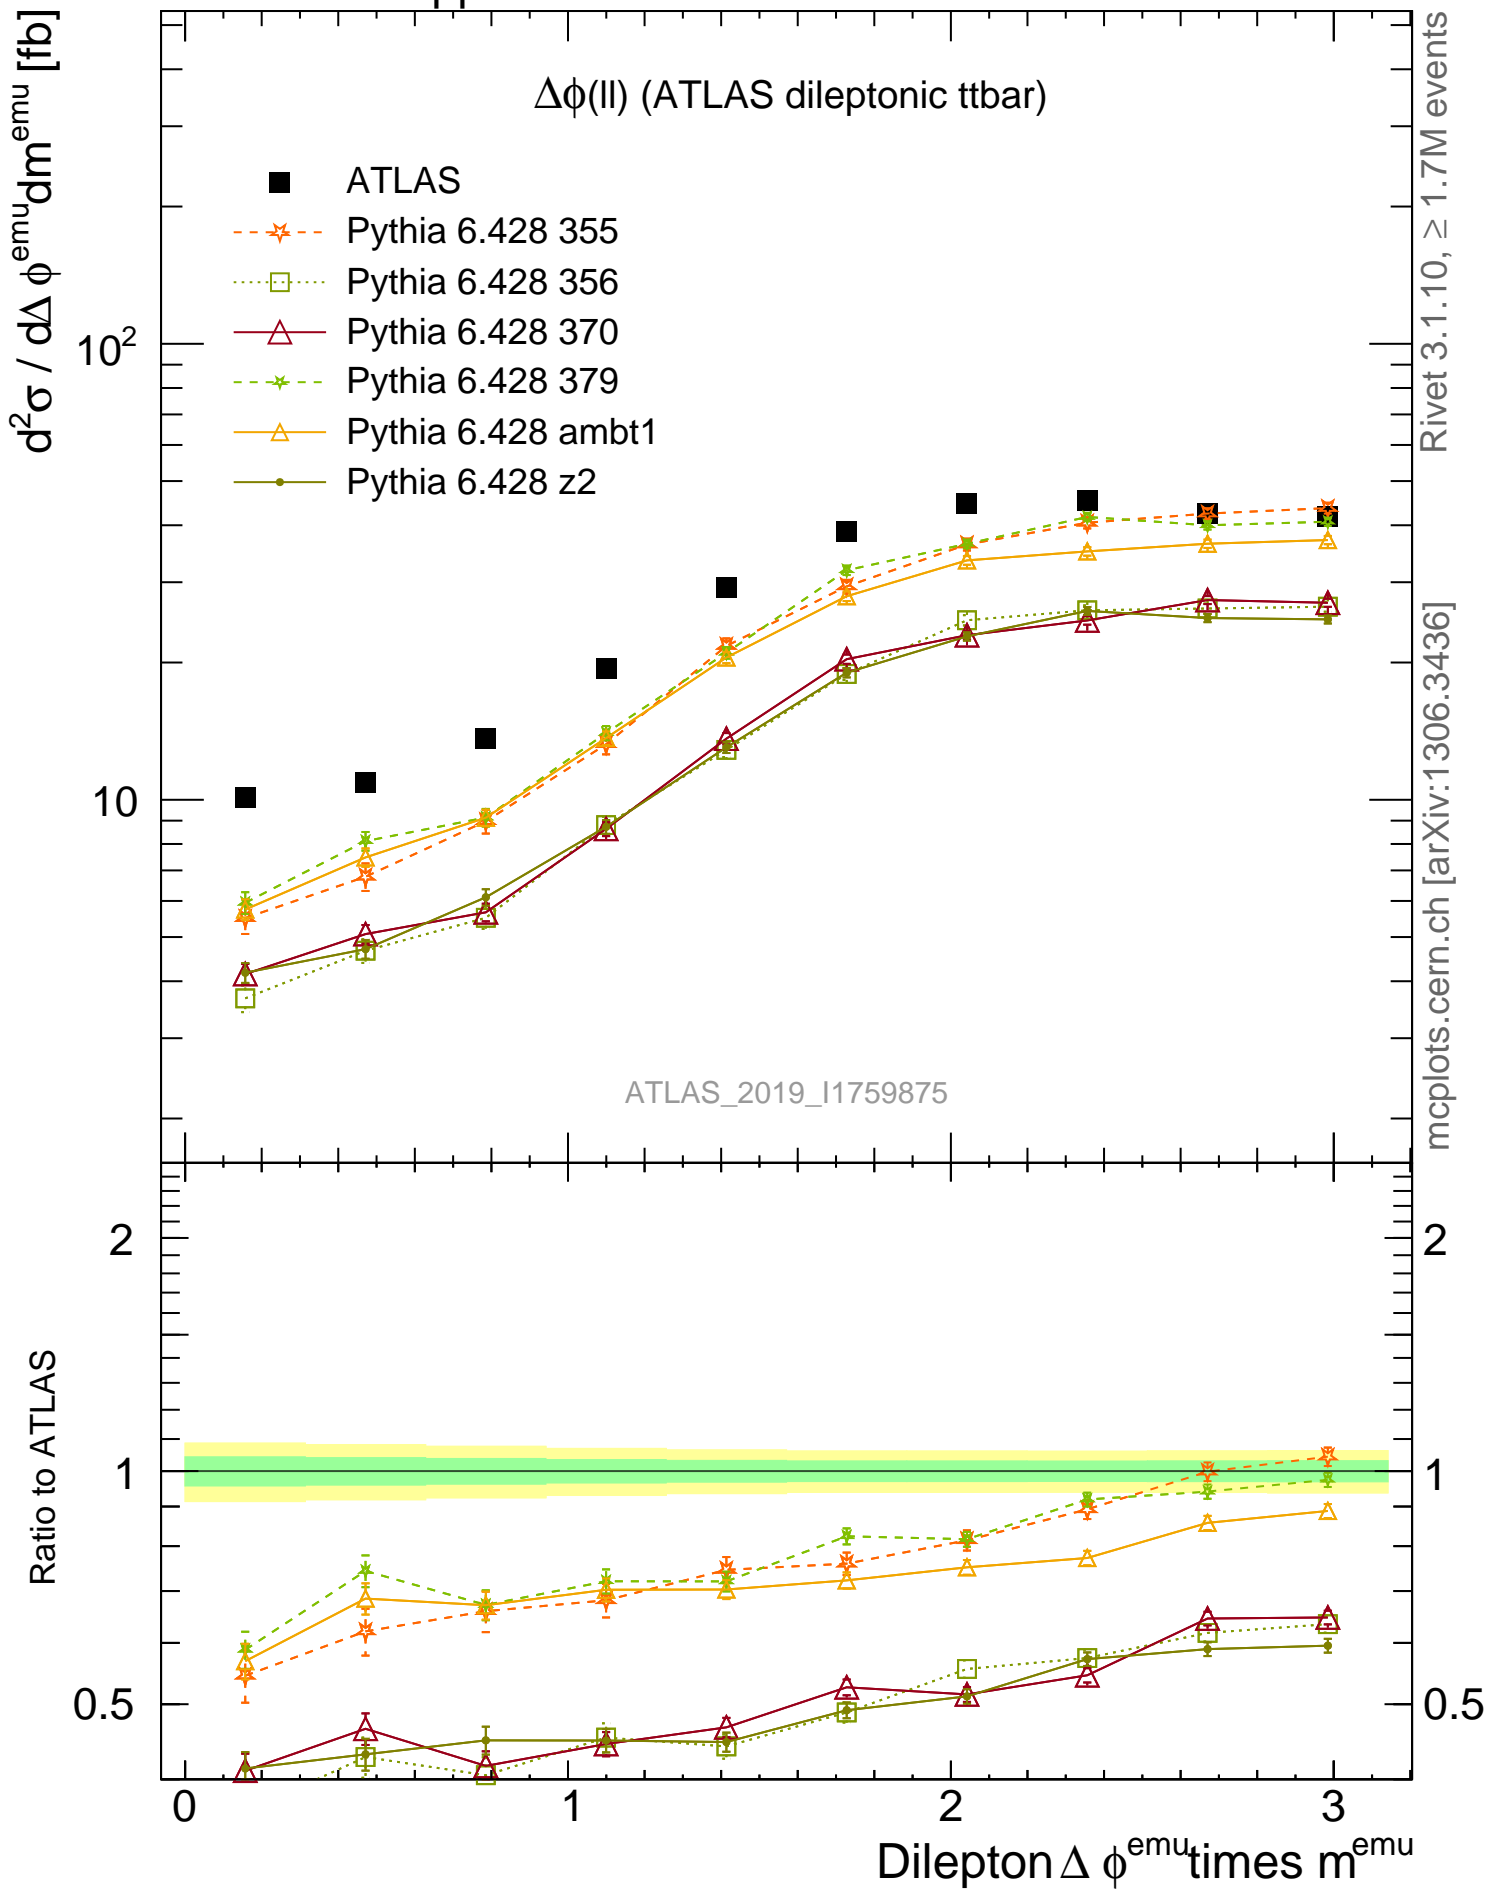 Δϕ(ll) (ATLAS dileptonic ttbar)
d²σ / dΔ ϕ^emu dm^emu [fb]
ATLAS
Pythia 6.428 355
Pythia 6.428 356
Pythia 6.428 370
Pythia 6.428 379
Pythia 6.428 ambt1
Pythia 6.428 z2
10²
10
ATLAS_2019_I1759875
Rivet 3.1.10, ≥ 1.7M events
mcplots.cern.ch [arXiv:1306.3436]
Ratio to ATLAS
2
1
0.5
2
1
0.5
0 1 2 3
Dilepton Δ ϕ^emu times m^emu